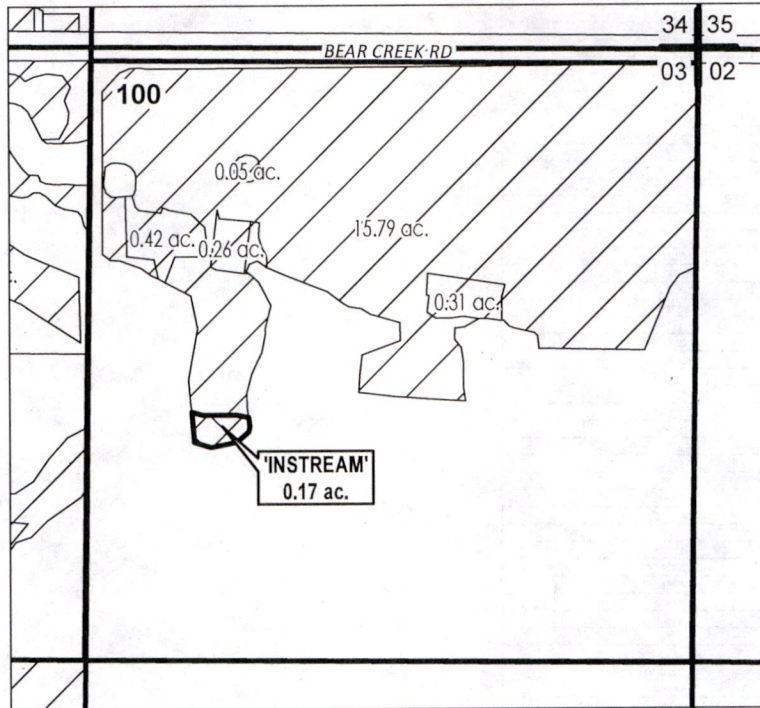 34 35
BEAR CREEK RD
03 02
100
0.05 ac.
0.42 ac.
0.26 ac.
15.79 ac.
0.31 ac.
'INSTREAM'
0.17 ac.